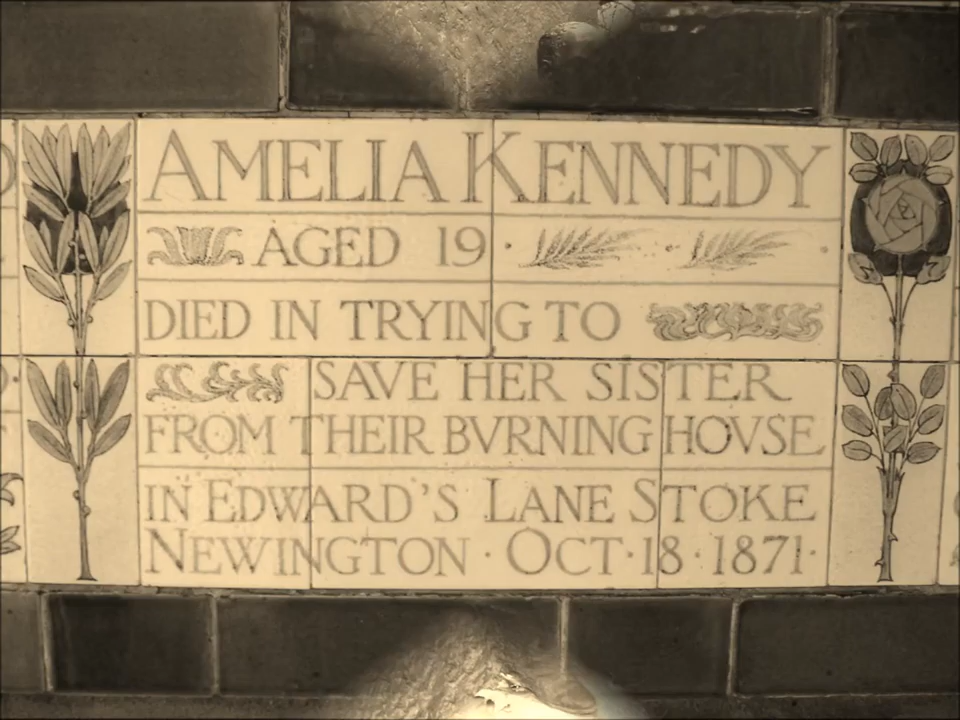 AMELIA KENNEDY
AGED 19 ·
DIED IN TRYING TO
SAVE HER SISTER
FROM THEIR BVRNING HOVSE
IN EDWARD'S LANE STOKE
NEWINGTON · OCT · 18 · 1871 ·